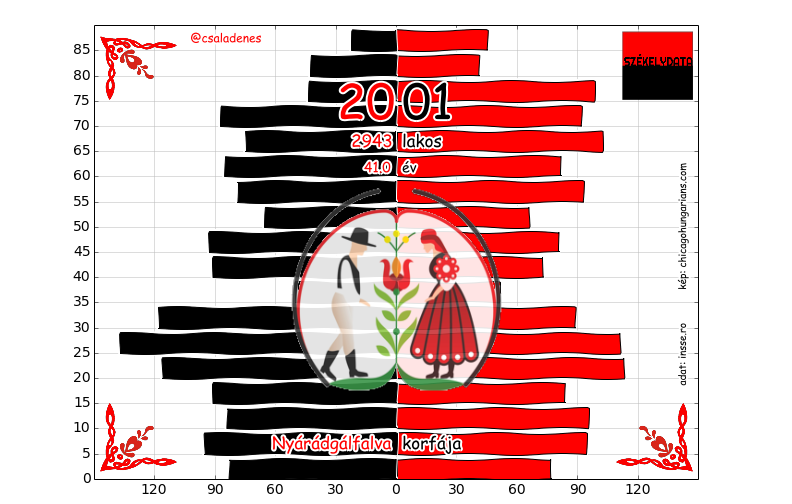 @csaladenes
SZÉKELYDATA
2001
2943 lakos
41,0 év
kép: chicagohungarians.com
adat: insse.ro
Nyárádgálfalva korfája
85
80
75
70
65
60
55
50
45
40
35
30
25
20
15
10
5
0
120 90 60 30 0 30 60 90 120